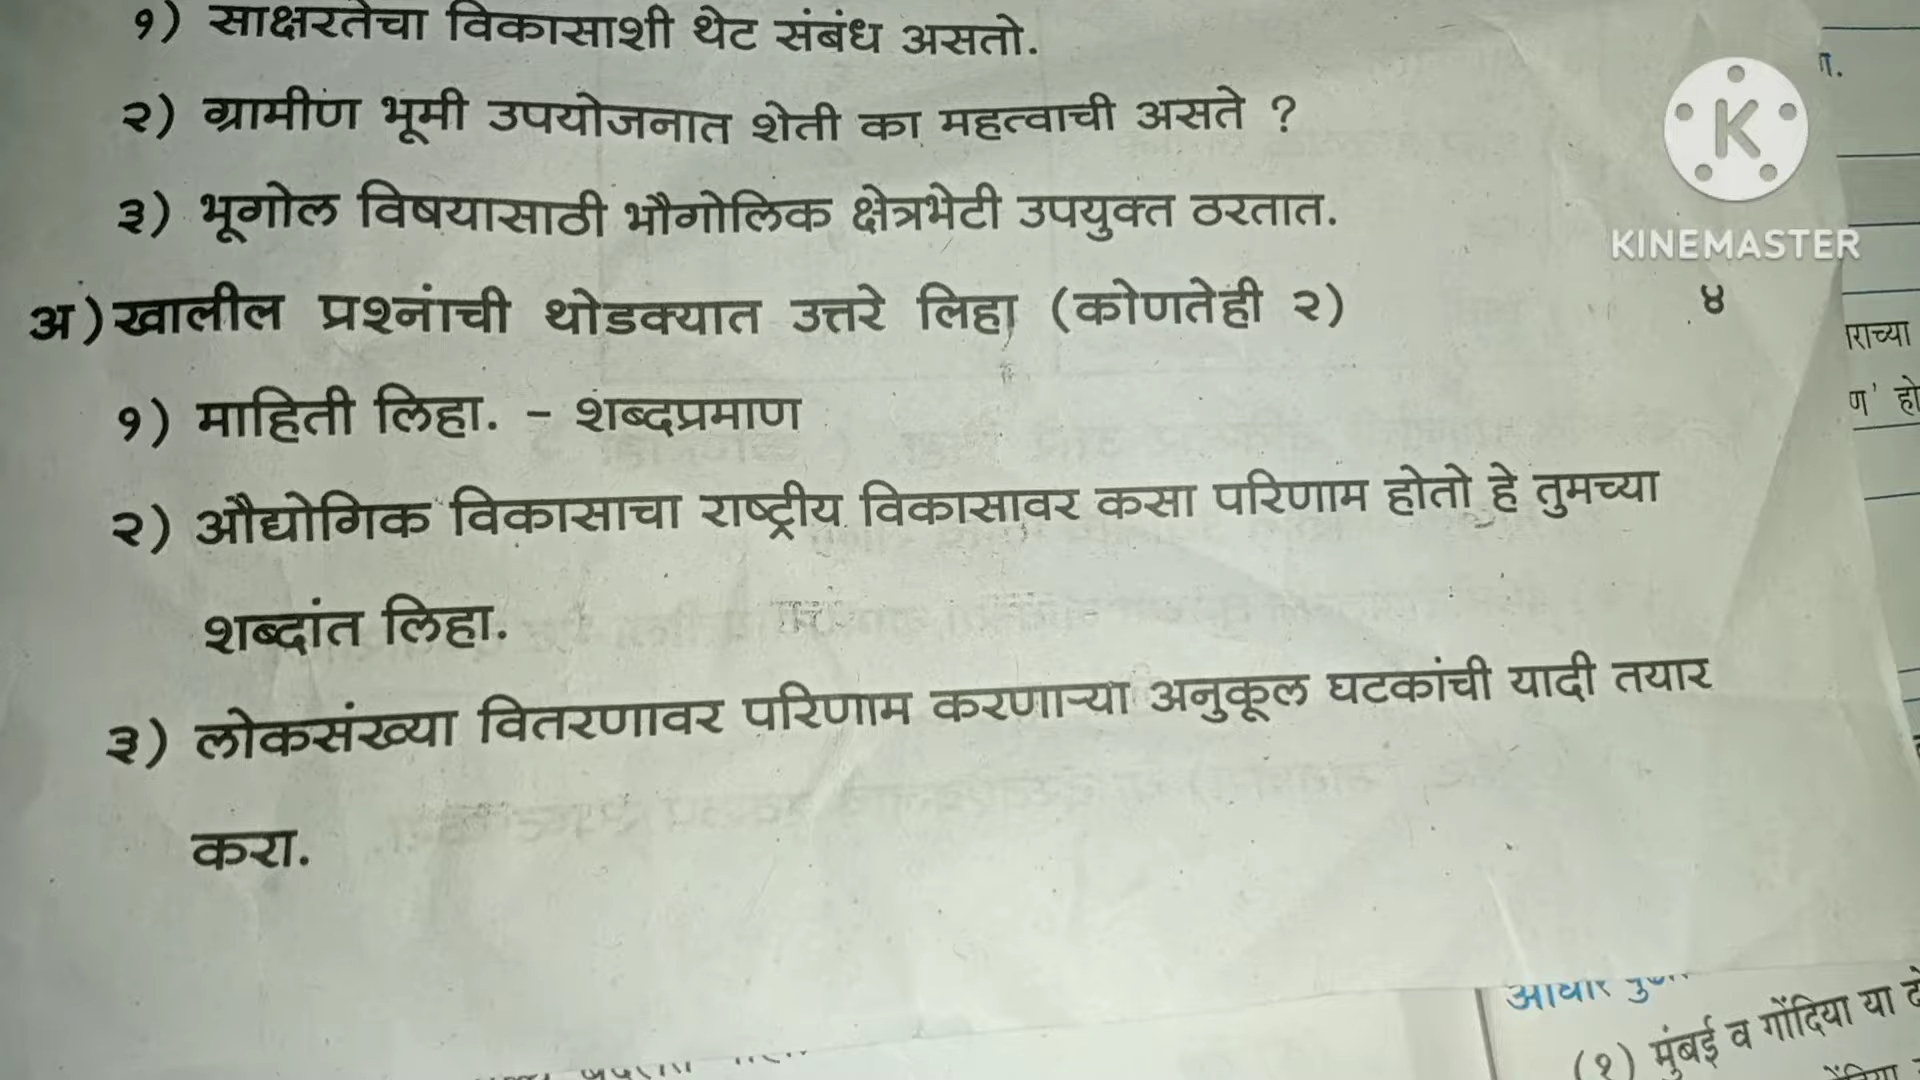 १) साक्षरतेचा विकासाशी थेट संबंध असतो.
२) ग्रामीण भूमी उपयोजनात शेती का महत्वाची असते ?
३) भूगोल विषयासाठी भौगोलिक क्षेत्रभेटी उपयुक्त ठरतात.
KINEMASTER
अ) खालील प्रश्नांची थोडक्यात उत्तरे लिहा (कोणतेही २) ४
१) माहिती लिहा. - शब्दप्रमाण
२) औद्योगिक विकासाचा राष्ट्रीय विकासावर कसा परिणाम होतो हे तुमच्या
शब्दांत लिहा.
३) लोकसंख्या वितरणावर परिणाम करणाऱ्या अनुकूल घटकांची यादी तयार
करा.
राच्या
ण' हो
आधारे
(१) मुंबई व गोंदिया या